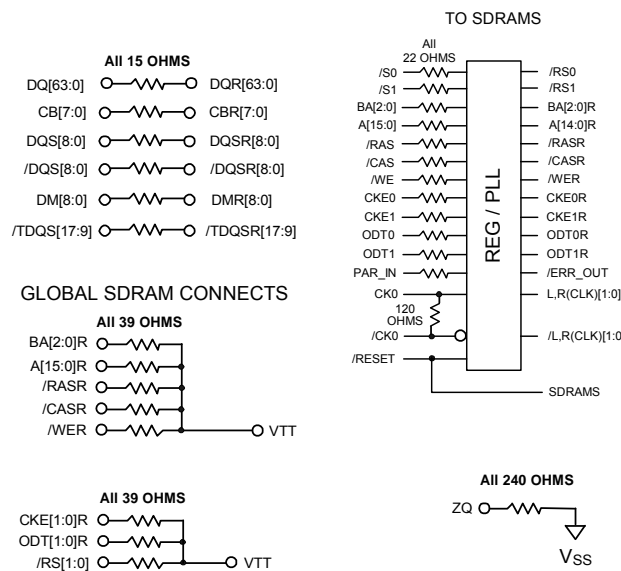 TO SDRAMS
All 15 OHMS
DQ[63:0] DQR[63:0]
CB[7:0] CBR[7:0]
DQS[8:0] DQSR[8:0]
/DQS[8:0] /DQSR[8:0]
DM[8:0] DMR[8:0]
/TDQS[17:9] /TDQSR[17:9]
All
22 OHMS
/S0 /RS0
/S1 /RS1
BA[2:0] BA[2:0]R
A[15:0] A[14:0]R
/RAS /RASR
/CAS /CASR
/WE /WER
CKE0 CKE0R
CKE1 CKE1R
ODT0 ODT0R
ODT1 ODT1R
PAR_IN /ERR_OUT
CK0 L,R(CLK)[1:0]
120
OHMS
/CK0 /L,R(CLK)[1:0
/RESET
SDRAMS
REG / PLL
GLOBAL SDRAM CONNECTS
All 39 OHMS
BA[2:0]R
A[15:0]R
/RASR
/CASR
/WER VTT
All 39 OHMS
CKE[1:0]R
ODT[1:0]R
/RS[1:0] VTT
All 240 OHMS
ZQ
VSS